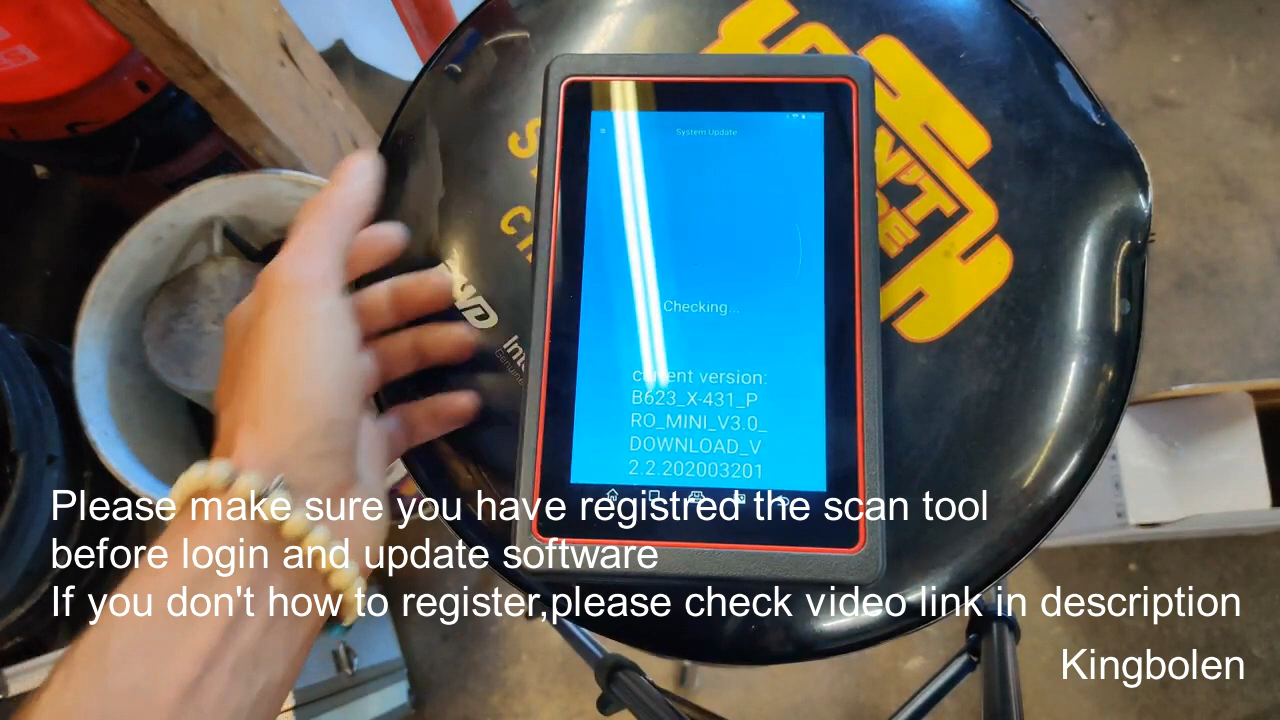 System Update
Checking...
current version:
B623_X-431_P
RO_MINI_V3.0_
DOWNLOAD_V
2.2.202003201
N'T
Please make sure you have registred the scan tool
before login and update software
If you don't how to register,please check video link in description
Kingbolen